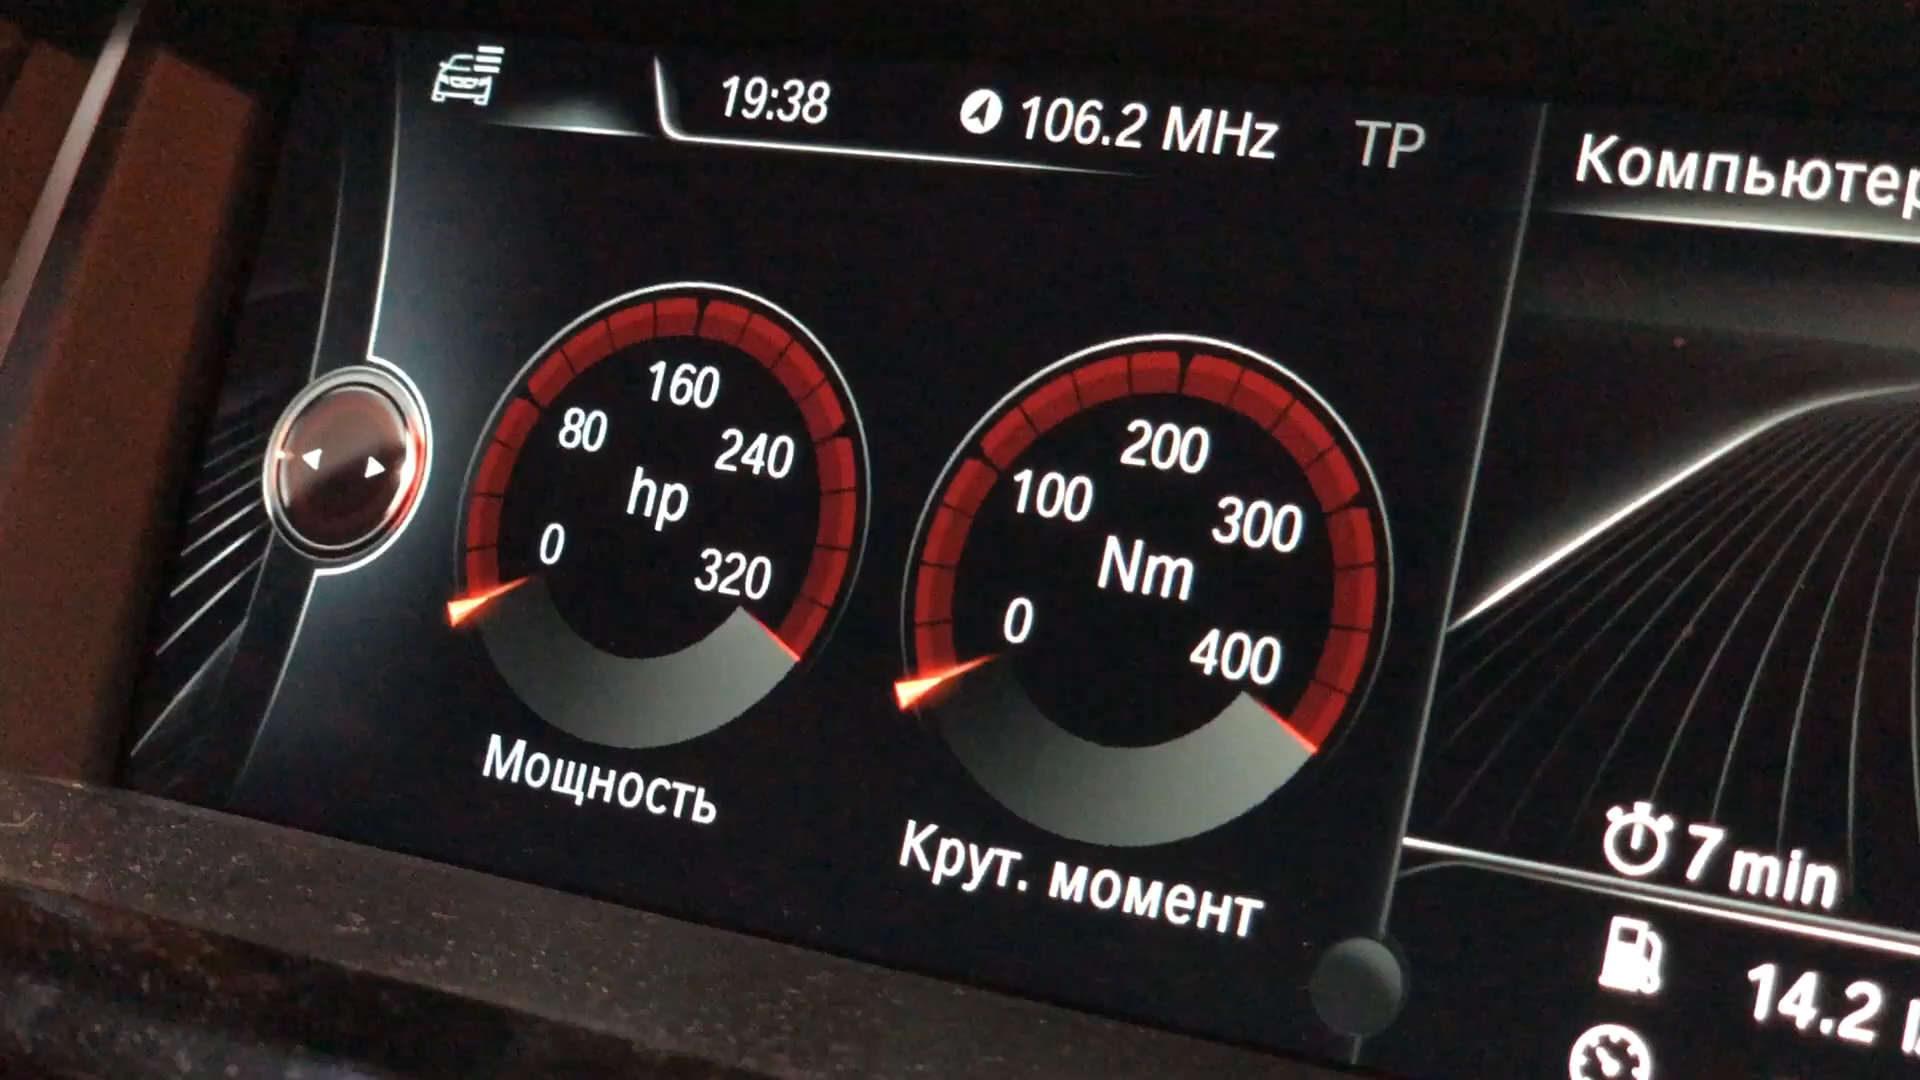 19:38
106.2 MHz
TP
Компьютер
0
80
160
240
320
hp
Мощность
0
100
200
300
400
Nm
Крут. момент
7 min
14.2